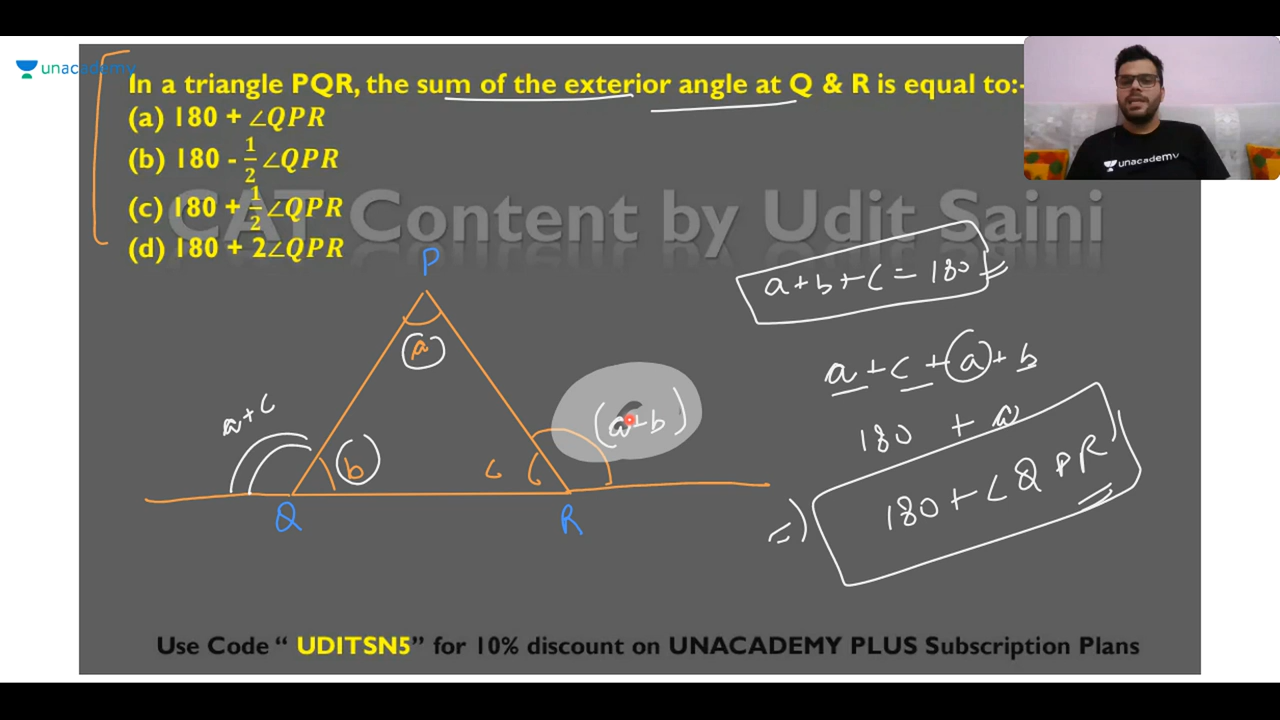 unacademy
In a triangle PQR, the sum of the exterior angle at Q & R is equal to:-
(a) 180 + ∠QPR
(b) 180 - 1/2 ∠QPR
(c) 180 + 1/2 ∠QPR
(d) 180 + 2∠QPR
unacademy
CAT Content by Udit Saini
P
a+b+c = 180
a
a + c + a + b
a+c
(a+b)
180 + a
b
c
180 + ∠QPR
Q
R
=)
Use Code “ UDITSN5” for 10% discount on UNACADEMY PLUS Subscription Plans